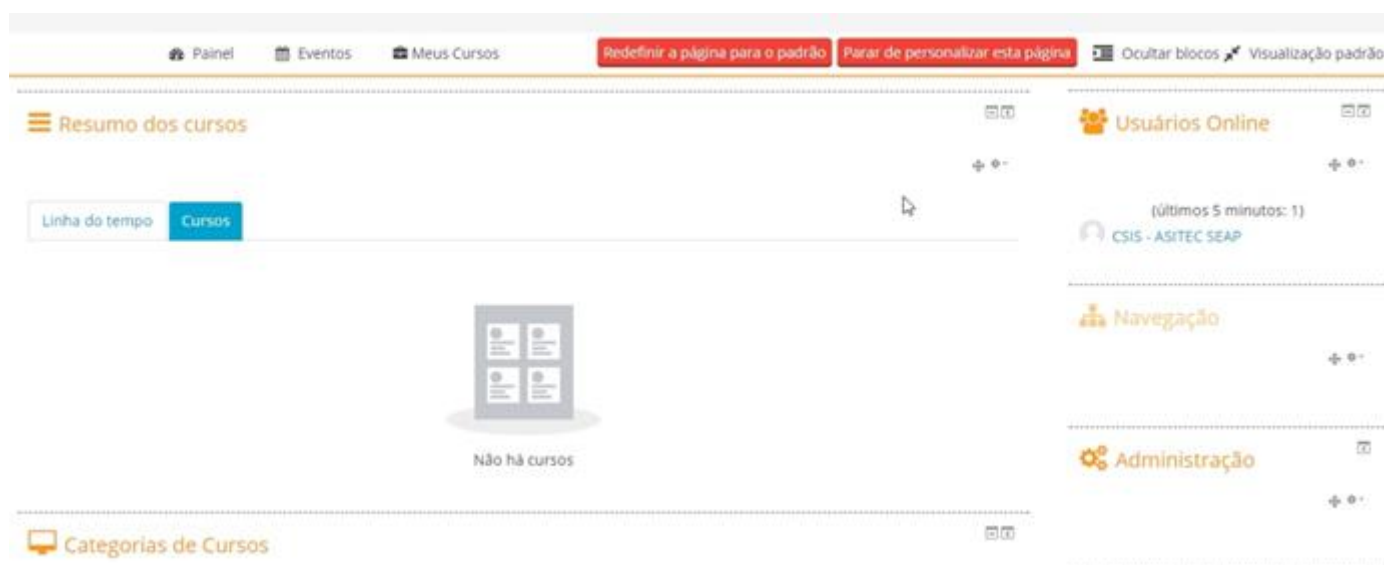 Painel Eventos Meus Cursos Redefinir a página para o padrão Parar de personalizar esta página Ocultar blocos Visualização padrão
Resumo dos cursos
Linha do tempo Cursos
Não há cursos
Categorias de Cursos
Usuários Online
(últimos 5 minutos: 1)
CSIS - ASITEC SEAP
Navegação
Administração